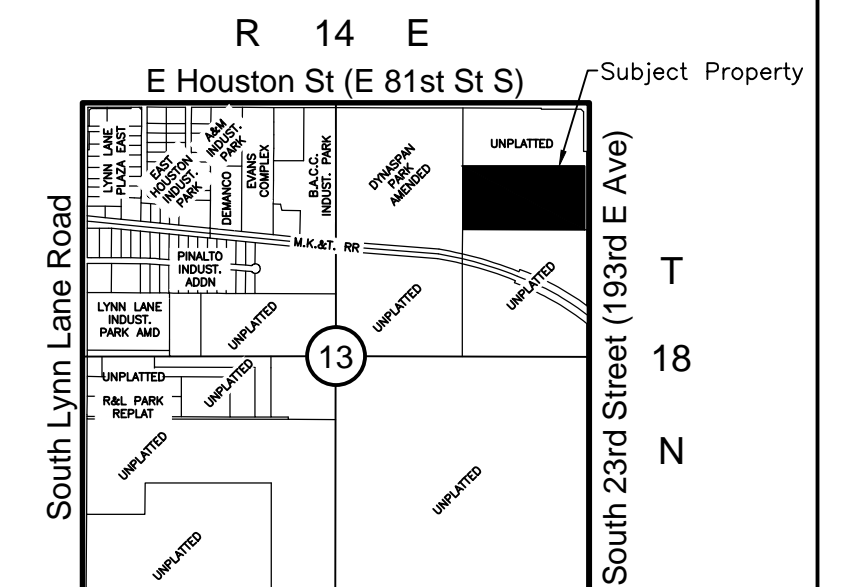 R 14 E
E Houston St (E 81st St S)
Subject Property
LYNN LANE
PLAZA EAST
EAST
HOUSTON
INDUST.
PARK
A&M
INDUST.
PARK
DEMANCO
EVANS
COMPLEX
B.A.C.C.
INDUST. PARK
DYNASPAN
PARK
AMENDED
UNPLATTED
M.K.&T. RR
PINALTO
INDUST.
ADDN
UNPLATTED
LYNN LANE
INDUST.
PARK AMD
UNPLATTED
UNPLATTED
13
UNPLATTED
R&L PARK
REPLAT
UNPLATTED
UNPLATTED
UNPLATTED
UNPLATTED
South Lynn Lane Road
South 23rd Street (193rd E Ave)
T
18
N